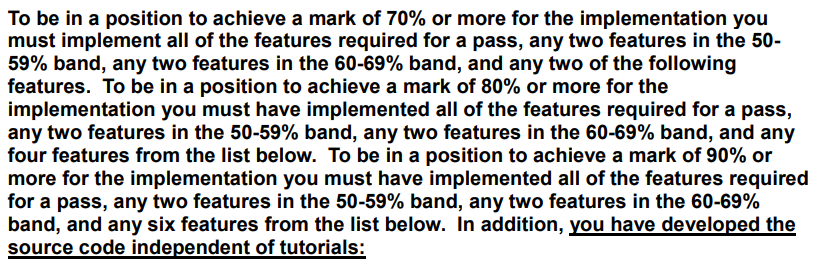 To be in a position to achieve a mark of 70% or more for the implementation you
must implement all of the features required for a pass, any two features in the 50-
59% band, any two features in the 60-69% band, and any two of the following
features.  To be in a position to achieve a mark of 80% or more for the
implementation you must have implemented all of the features required for a pass,
any two features in the 50-59% band, any two features in the 60-69% band, and any
four features from the list below.  To be in a position to achieve a mark of 90% or
more for the implementation you must have implemented all of the features required
for a pass, any two features in the 50-59% band, any two features in the 60-69%
band, and any six features from the list below.  In addition, you have developed the
source code independent of tutorials: